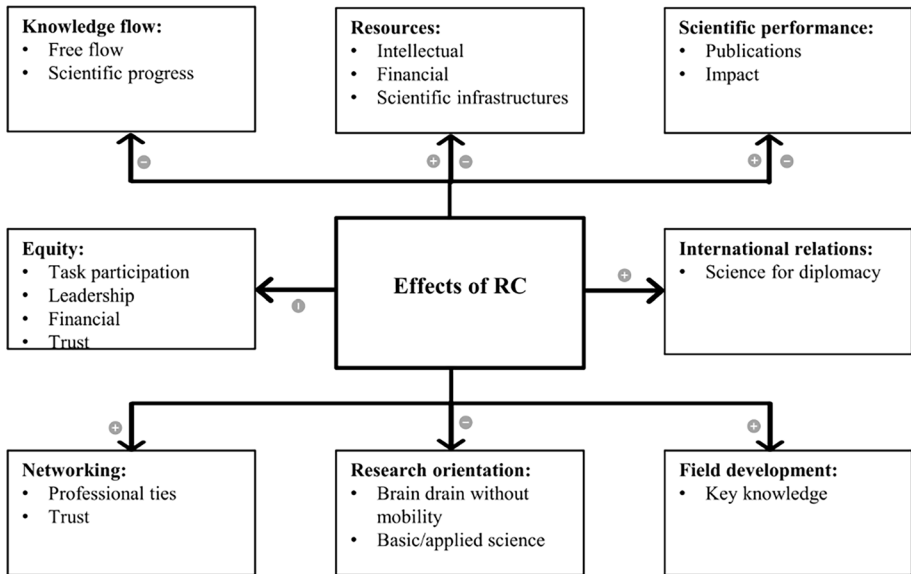 Knowledge flow:
• Free flow
• Scientific progress
Resources:
• Intellectual
• Financial
• Scientific infrastructures
Scientific performance:
• Publications
• Impact
−
+
−
+
−
Equity:
• Task participation
• Leadership
• Financial
• Trust
Effects of RC
International relations:
• Science for diplomacy
−
+
+
−
+
Networking:
• Professional ties
• Trust
Research orientation:
• Brain drain without
mobility
• Basic/applied science
Field development:
• Key knowledge